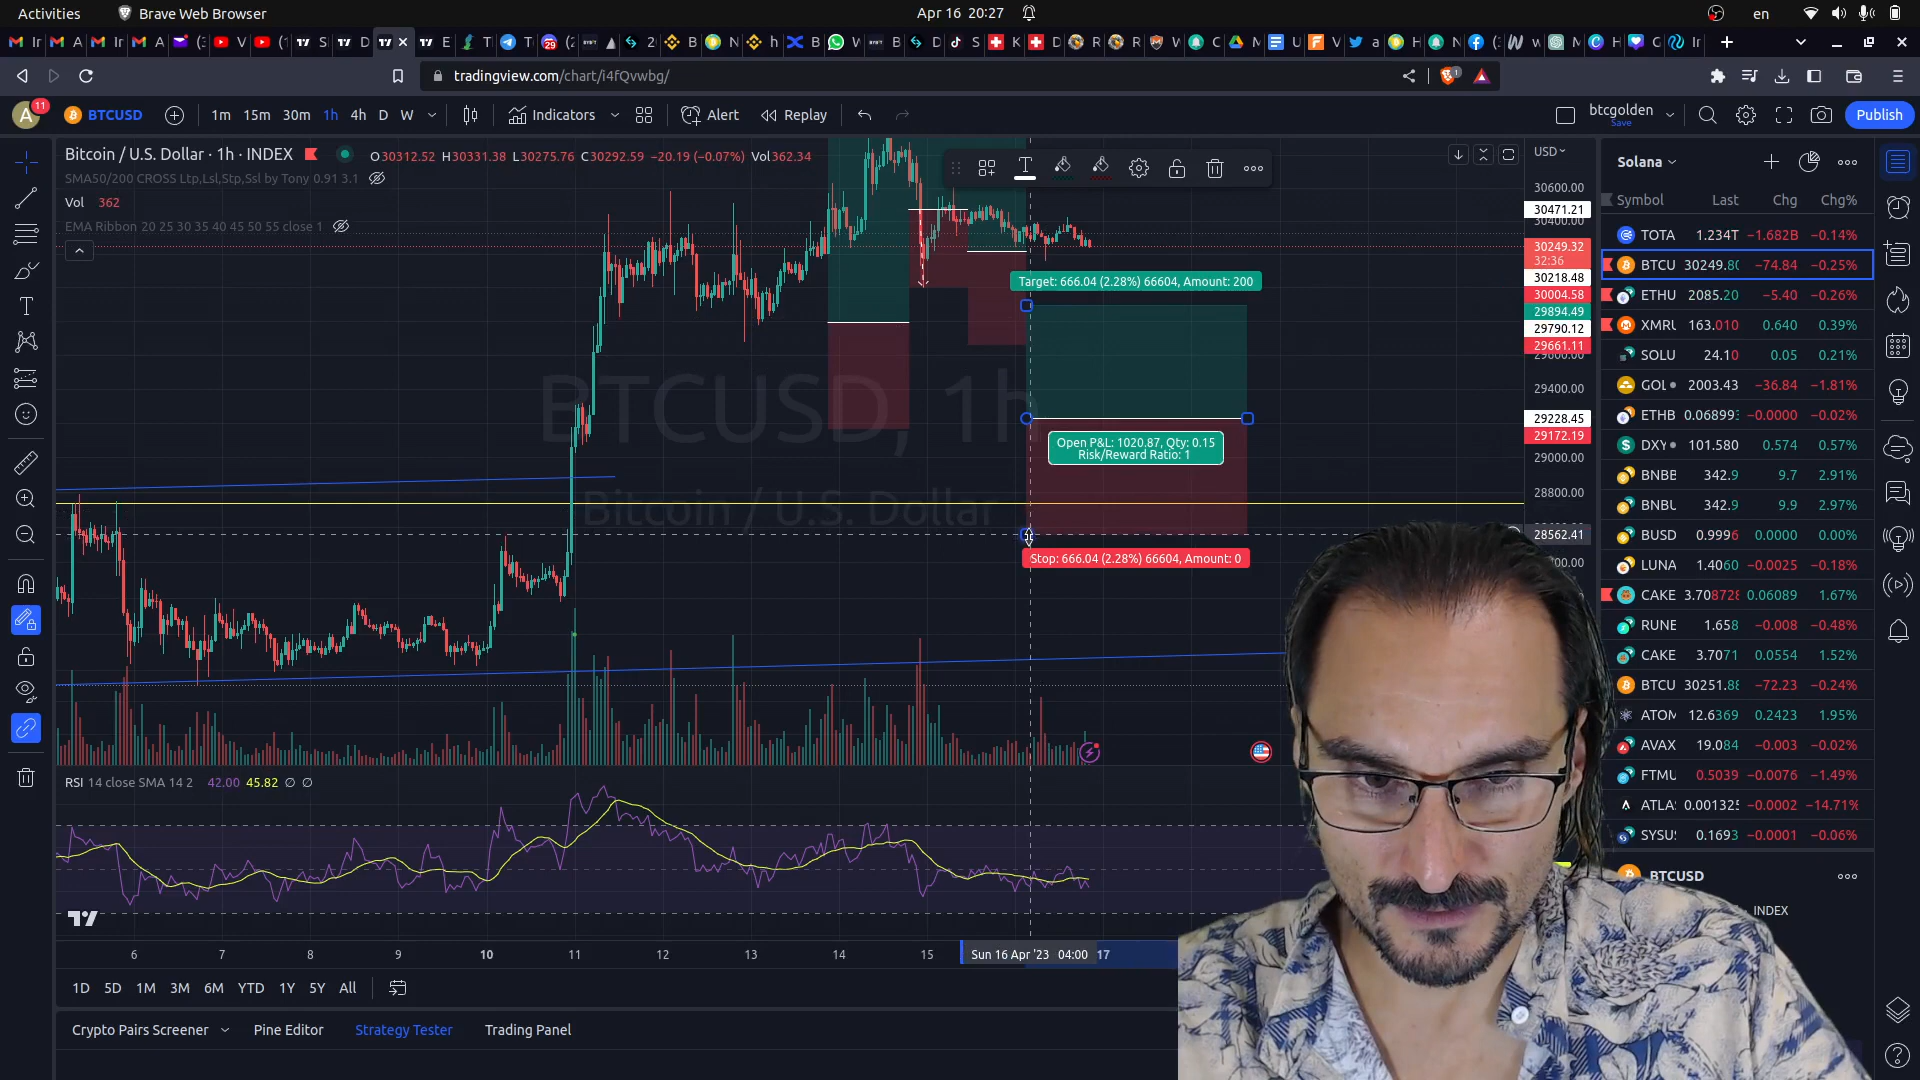 Activities
Brave Web Browser
Apr 16 20:27
en
tradingview.com/chart/i4fQvwbg/
A
11
BTCUSD
1m 15m 30m 1h 4h D W
Indicators
Alert
Replay
btcgolden
Save
Publish
Bitcoin / U.S. Dollar · 1h · INDEX
O30312.52 H30331.38 L30275.76 C30292.59 −20.19 (−0.07%) Vol362.34
SMA50/200 CROSS Ltp,Lsl,Stp,Ssl by Tony 0.91 3.1
Vol 362
EMA Ribbon 20 25 30 35 40 45 50 55 close 1
USD
30600.00
30471.21
30400.00
30249.32
32:36
30218.48
30004.58
29894.49
29790.12
29661.11
29600.00
29400.00
29228.45
29172.19
29000.00
28800.00
28562.41
Target: 666.04 (2.28%) 66604, Amount: 200
Open P&L: 1020.87, Qty: 0.15
Risk/Reward Ratio: 1
Stop: 666.04 (2.28%) 66604, Amount: 0
BTCUSD, 1h
Bitcoin / U.S. Dollar
RSI 14 close SMA 14 2 42.00 45.82 ∅ ∅
6 7 8 9 10 11 12 13 14 15 Sun 16 Apr '23 04:00 17
1D 5D 1M 3M 6M YTD 1Y 5Y All
Crypto Pairs Screener
Pine Editor
Strategy Tester
Trading Panel
Solana
Symbol Last Chg Chg%
TOTA 1.234T −1.682B −0.14%
BTCU 30249.80 −74.84 −0.25%
ETHU 2085.20 −5.40 −0.26%
XMRU 163.010 0.640 0.39%
SOLU 24.10 0.05 0.21%
GOL 2003.43 −36.84 −1.81%
ETHB 0.06899 −0.0000 −0.02%
DXY 101.580 0.574 0.57%
BNBB 342.9 9.7 2.91%
BNBU 342.9 9.9 2.97%
BUSD 0.9996 0.0000 0.00%
LUNA 1.4060 −0.0025 −0.18%
CAKE 3.708728 0.06089 1.67%
RUNE 1.658 −0.008 −0.48%
CAKE 3.7071 0.0554 1.52%
BTCU 30251.88 −72.23 −0.24%
ATOM 12.6369 0.2423 1.95%
AVAX 19.084 −0.003 −0.02%
FTMU 0.5039 −0.0076 −1.49%
ATLA 0.001325 −0.0002 −14.71%
SYSU 0.1693 −0.0001 −0.06%
BTCUSD
INDEX